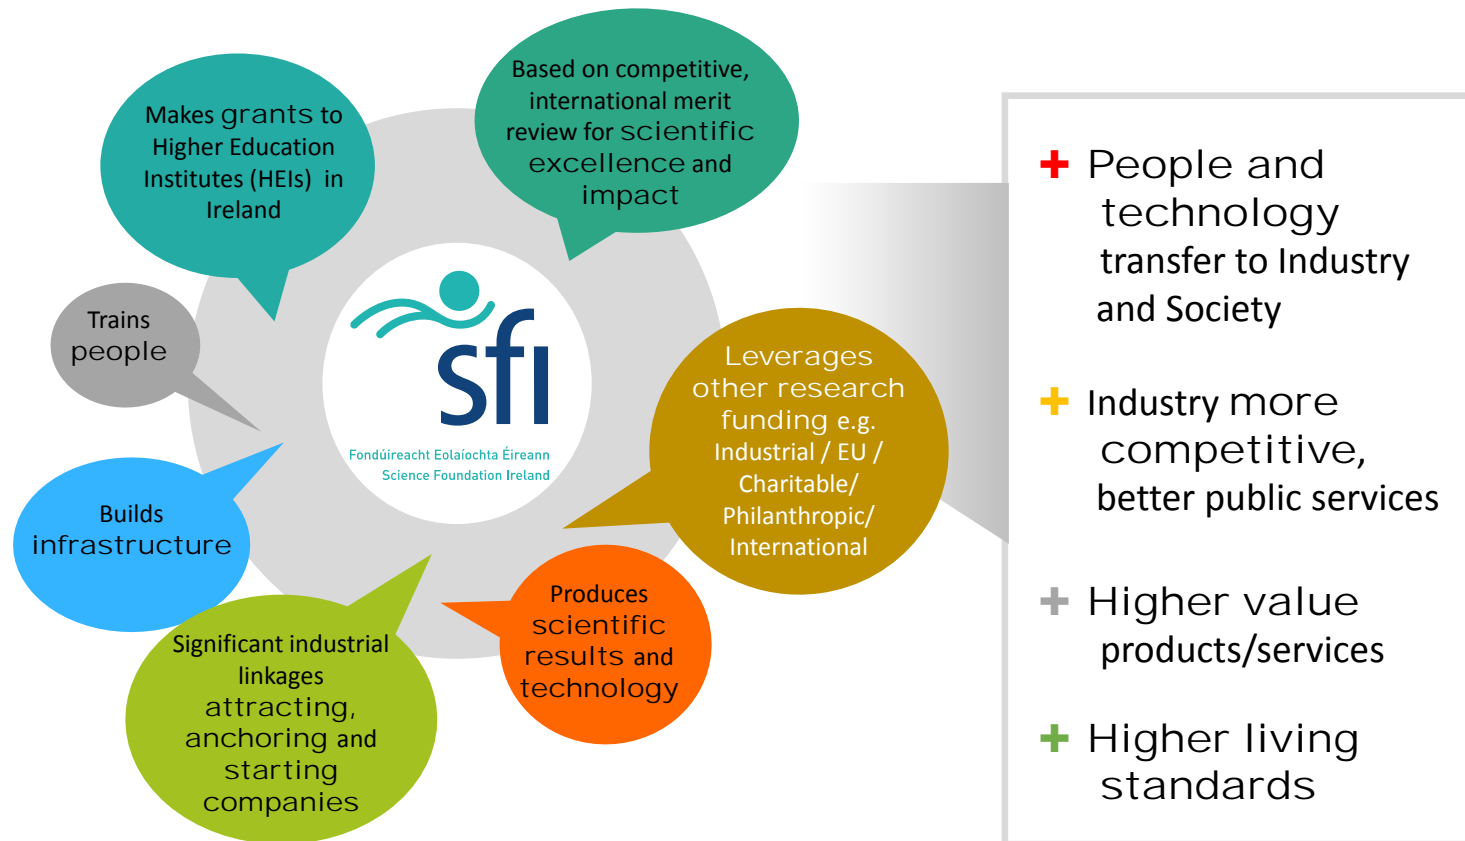 Makes grants to
Higher Education
Institutes (HEIs) in
Ireland
Based on competitive,
international merit
review for scientific
excellence and
impact
Trains
people
sfi
Fondúireacht Eolaíochta Éireann
Science Foundation Ireland
Leverages
other research
funding e.g.
Industrial / EU /
Charitable/
Philanthropic/
International
Builds
infrastructure
Produces
scientific
results and
technology
Significant industrial
linkages
attracting,
anchoring and
starting
companies
+ People and
technology
transfer to Industry
and Society
+ Industry more
competitive,
better public services
+ Higher value
products/services
+ Higher living
standards